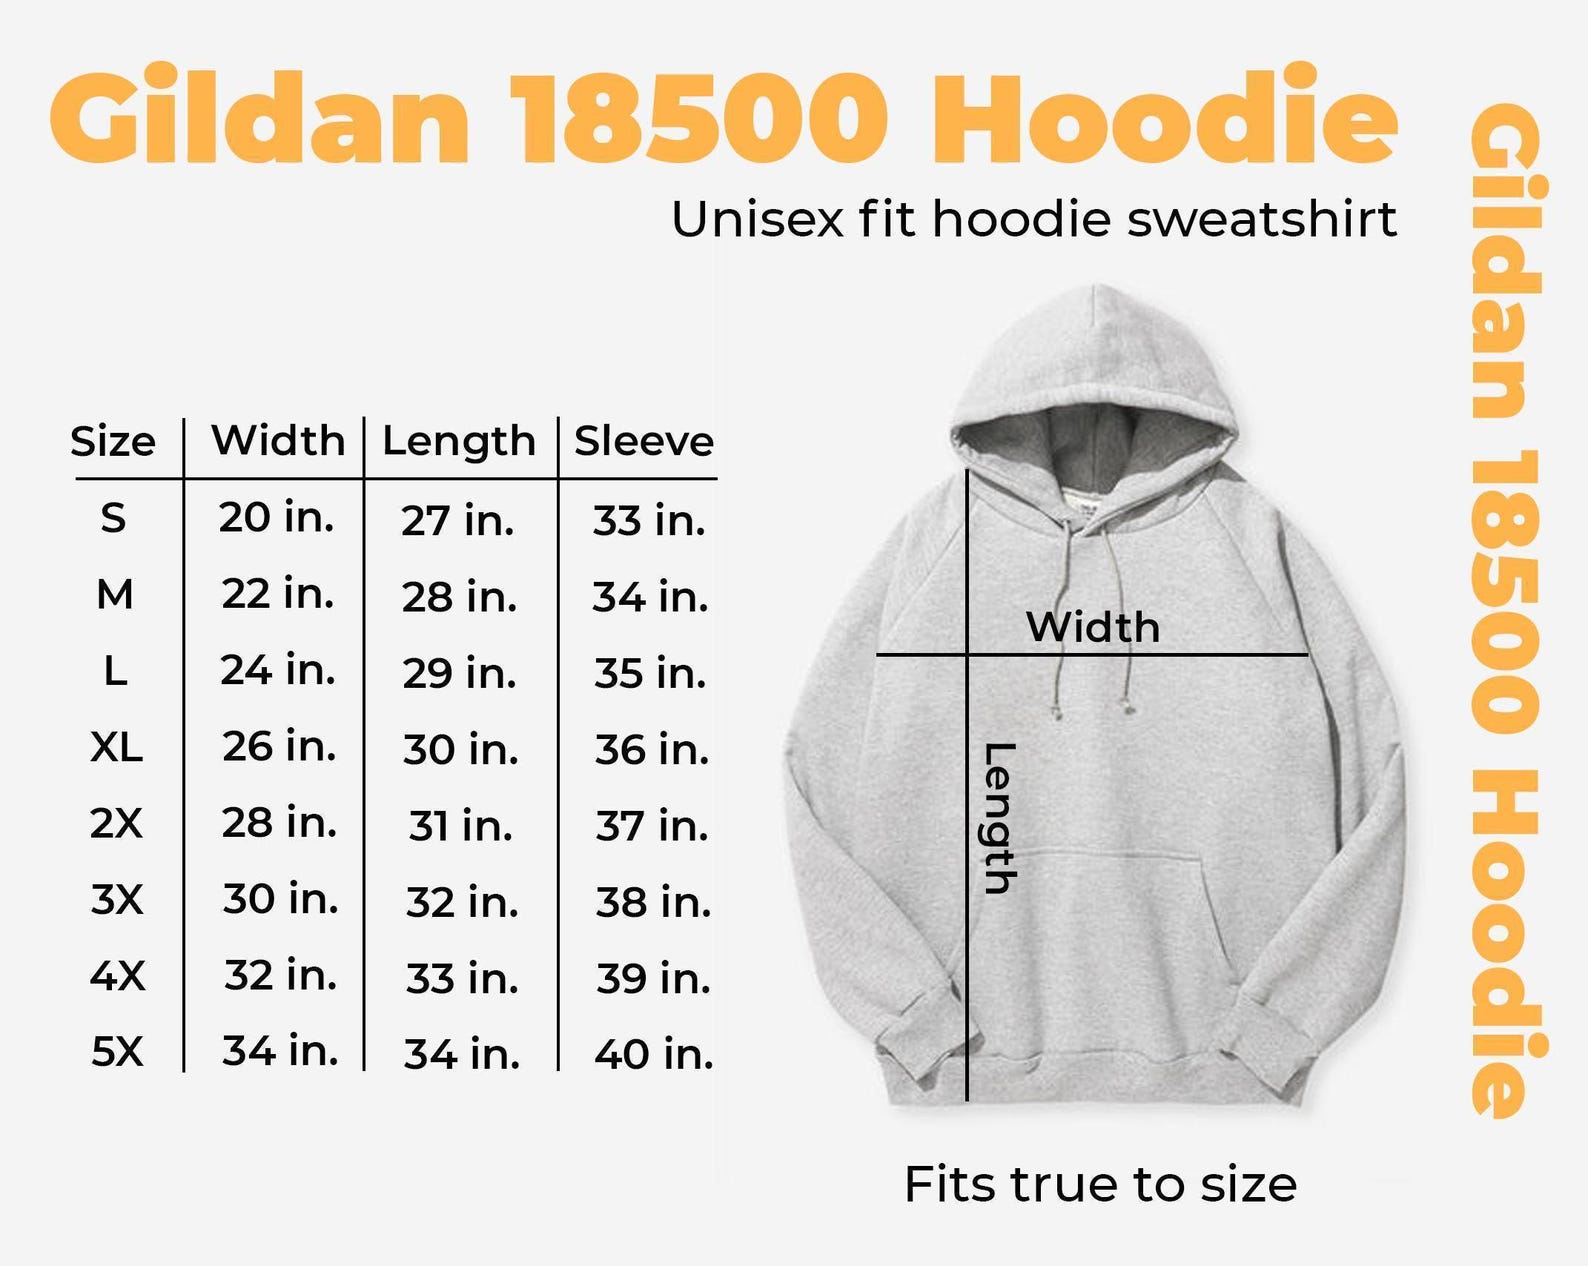 Gildan 18500 Hoodie
Unisex fit hoodie sweatshirt
Size Width Length Sleeve
S 20 in. 27 in. 33 in.
M 22 in. 28 in. 34 in.
L 24 in. 29 in. 35 in.
XL 26 in. 30 in. 36 in.
2X 28 in. 31 in. 37 in.
3X 30 in. 32 in. 38 in.
4X 32 in. 33 in. 39 in.
5X 34 in. 34 in. 40 in.
Width
Length
Fits true to size
Gildan 18500 Hoodie